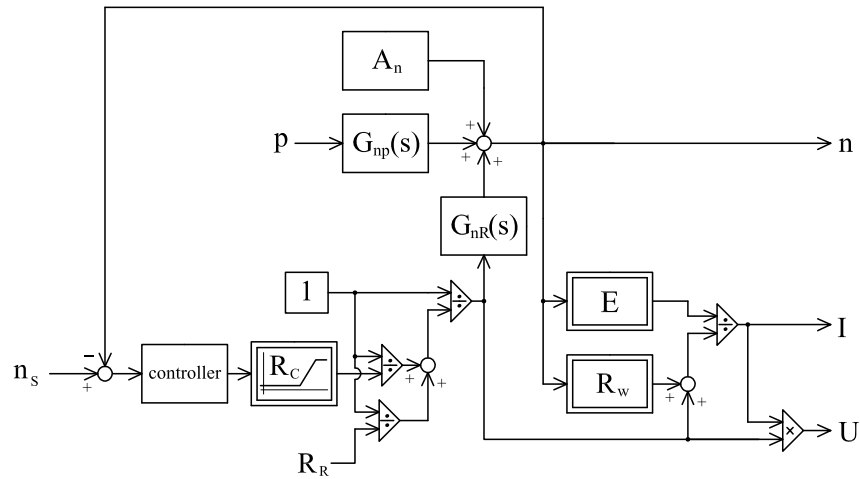 A_n
p
G_np(s)
n
G_nR(s)
1
E
I
n_S
controller
R_C
R_w
R_R
U
+
+
+
−
+
+
+
+
+
÷
÷
÷
÷
×